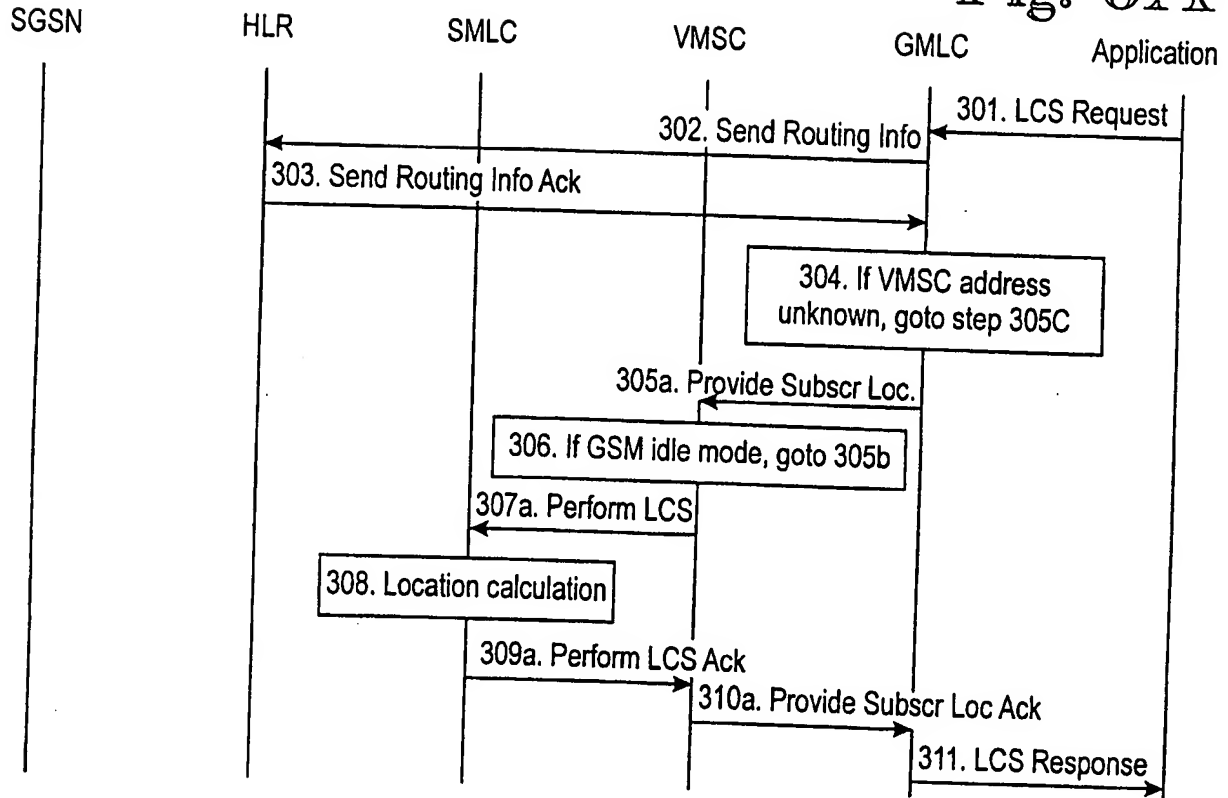 SGSN
HLR
SMLC
VMSC
GMLC
Application
301. LCS Request
302. Send Routing Info
303. Send Routing Info Ack
304. If VMSC address
unknown, goto step 305C
305a. Provide Subscr Loc.
306. If GSM idle mode, goto 305b
307a. Perform LCS
308. Location calculation
309a. Perform LCS Ack
310a. Provide Subscr Loc Ack
311. LCS Response